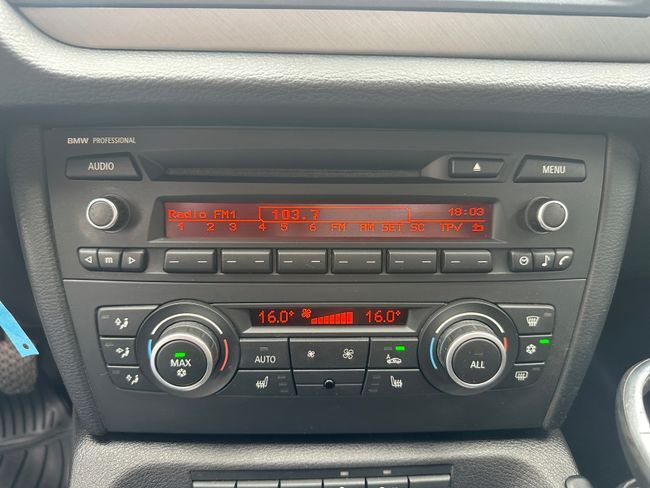 BMW PROFESSIONAL
AUDIO
MENU
Radio FM1 103.7 18:03
1 2 3 4 5 6 FM AM SET SC TP/
m
16.0° 16.0°
MAX
AUTO
ALL